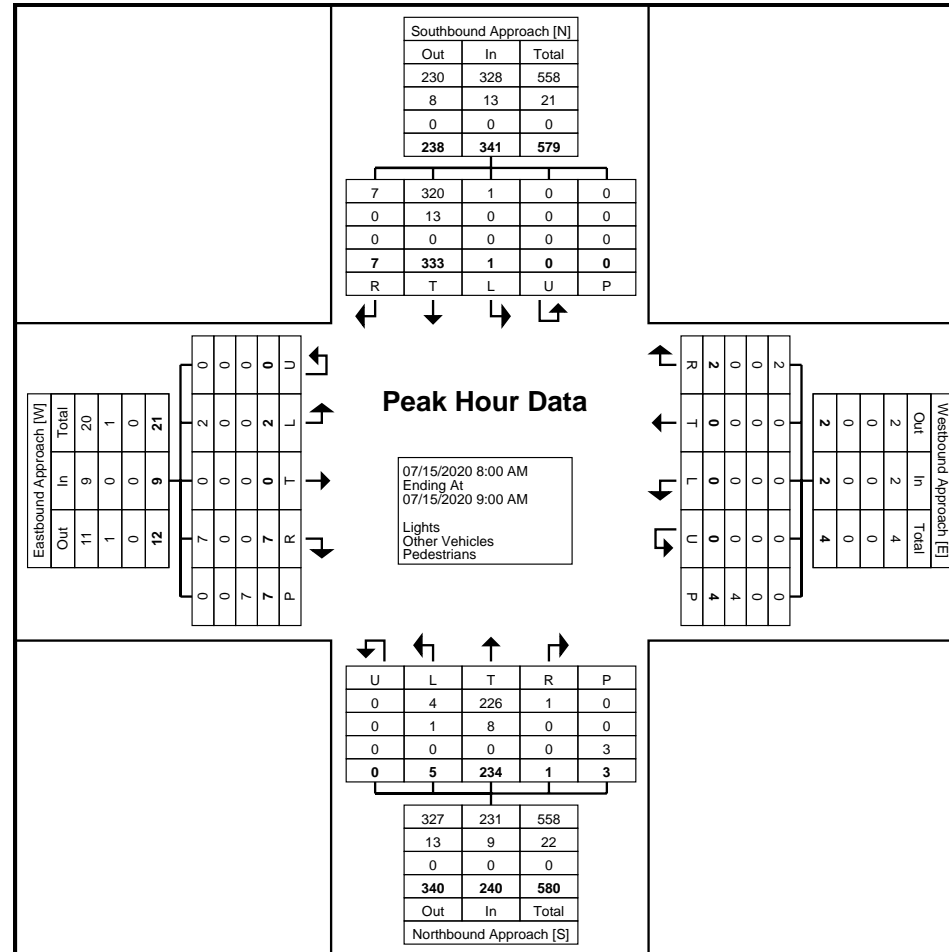 Southbound Approach [N]
Out In Total
230 328 558
8 13 21
0 0 0
238 341 579
7 320 1 0 0
0 13 0 0 0
0 0 0 0 0
7 333 1 0 0
R T L U P
Eastbound Approach [W]
Total In Out
20 9 11
1 0 1
0 0 0
21 9 12
0 2 0 7 0
0 0 0 0 0
0 0 0 0 7
0 2 0 7 7
U L T R P
Peak Hour Data
07/15/2020 8:00 AM
Ending At
07/15/2020 9:00 AM
Lights
Other Vehicles
Pedestrians
Westbound Approach [E]
Out In Total
2 2 4
0 0 0
0 0 0
2 2 4
2 0 0 0 0
0 0 0 0 0
0 0 0 0 4
2 0 0 0 4
R T L U P
U L T R P
0 4 226 1 0
0 1 8 0 0
0 0 0 0 3
0 5 234 1 3
327 231 558
13 9 22
0 0 0
340 240 580
Out In Total
Northbound Approach [S]